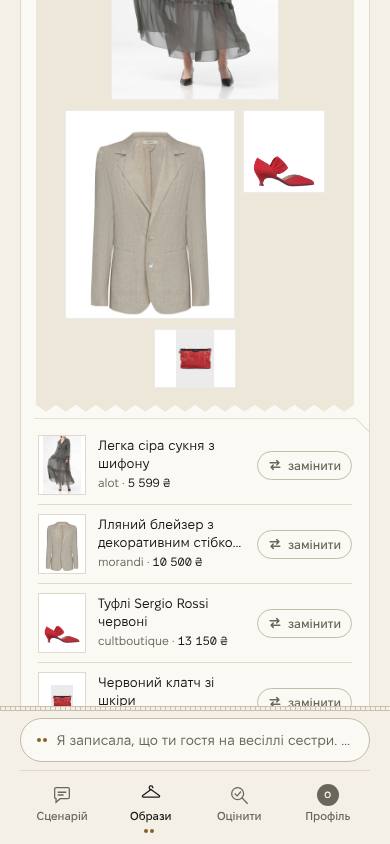 Легка сіра сукня з
шифону
alot · 5 599 ₴
замінити
Лляний блейзер з
декоративним стібко...
morandi · 10 500 ₴
замінити
Туфлі Sergio Rossi
червоні
cultboutique · 13 150 ₴
замінити
Червоний клатч зі
шкіри
замінити
Я записала, що ти гостя на весіллі сестри. ...
Сценарій
Образи
Оцінити
О
Профіль